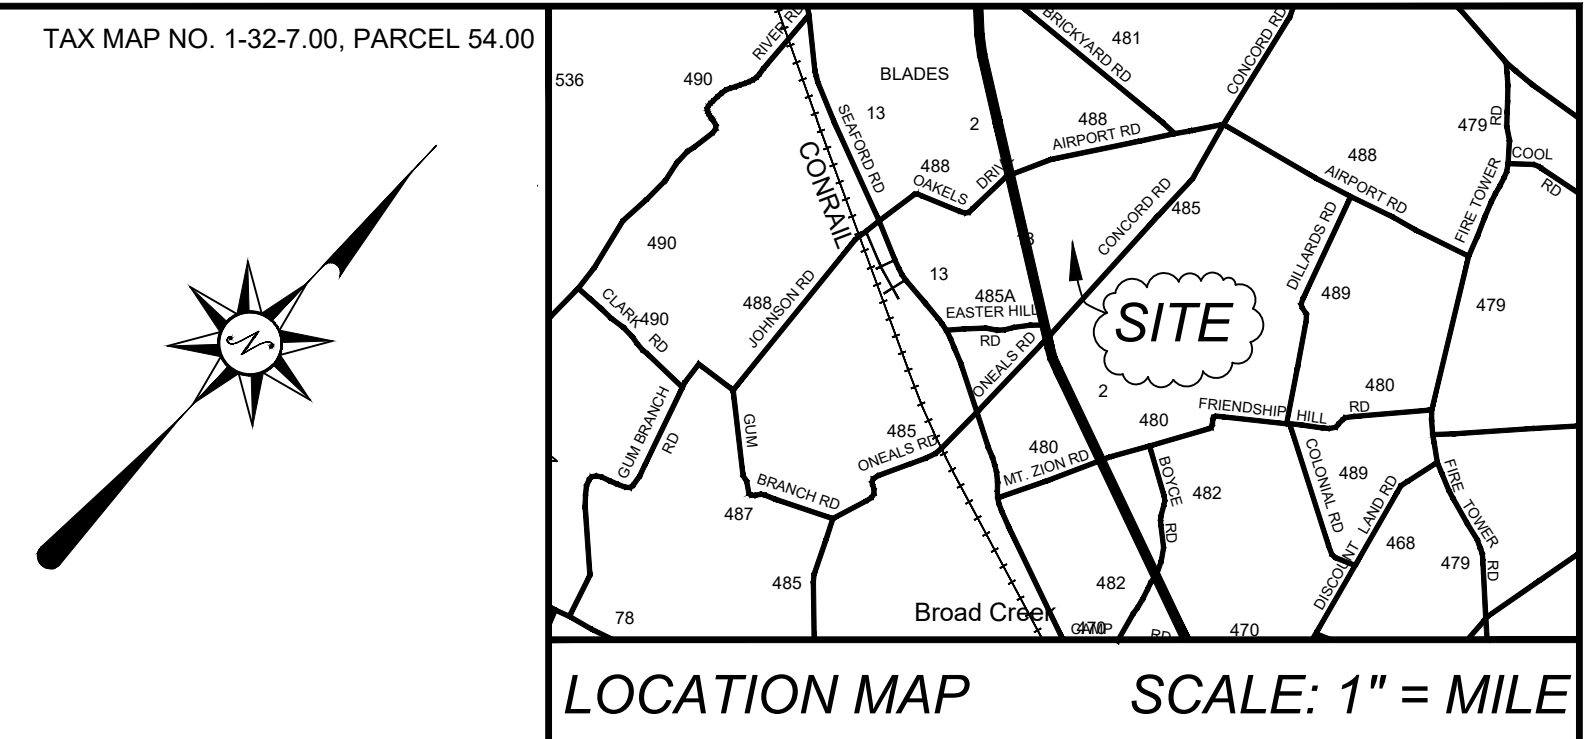 TAX MAP NO. 1-32-7.00, PARCEL 54.00
RIVER RD
BRICKYARD RD
481
CONCORD RD
536
490
BLADES
13
2
488
AIRPORT RD
479
RD
SEAFORD RD
CONRAIL
488
OAKELS DRIVE
488
AIRPORT RD
COOL
RD
FIRE TOWER
490
CONCORD RD
485
DILLARDS RD
13
13
485A
EASTER HILL
RD
SITE
489
479
CLARK
490
RD
488
JOHNSON RD
ONEALS RD
2
480
FRIENDSHIP HILL RD
480
GUM BRANCH
RD
GUM
BRANCH RD
485
ONEALS RD
480
MT. ZION RD
BOYCE
RD
482
COLONIAL RD
489
DISCOUNT LAND RD
468
FIRE TOWER
RD
479
487
485
482
78
Broad Creek
CAMP
470
RD
470
N
LOCATION MAP
SCALE: 1" = MILE